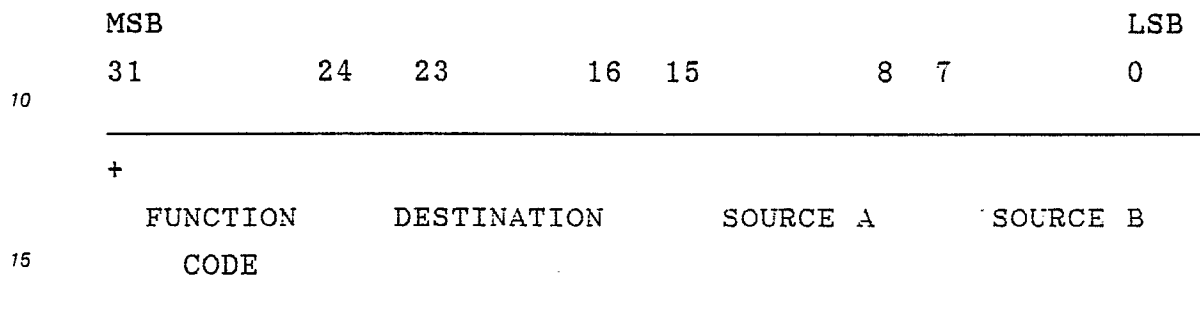 MSB LSB
31 24 23 16 15 8 7 0
10
+
FUNCTION DESTINATION SOURCE A SOURCE B
15 CODE